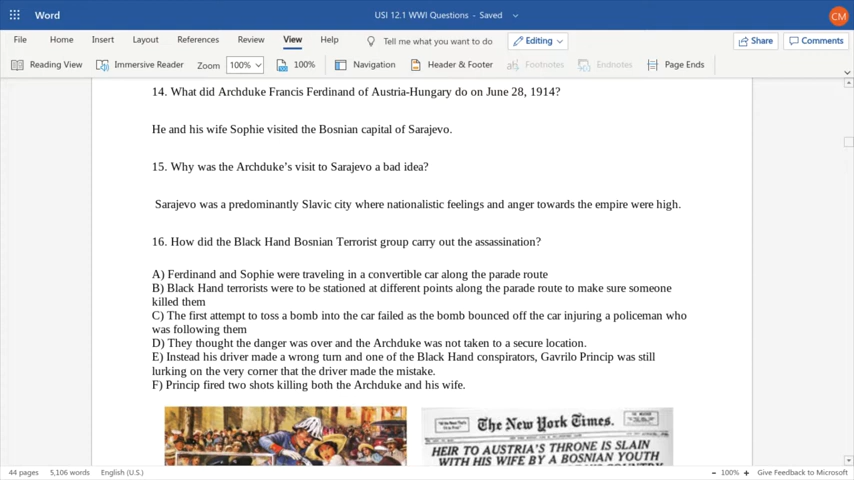 Word
USI 12.1 WWI Questions - Saved
CM
File Home Insert Layout References Review View Help Tell me what you want to do Editing Share Comments
Reading View Immersive Reader Zoom 100% 100% Navigation Header & Footer Footnotes Endnotes Page Ends
14. What did Archduke Francis Ferdinand of Austria-Hungary do on June 28, 1914?
He and his wife Sophie visited the Bosnian capital of Sarajevo.
15. Why was the Archduke's visit to Sarajevo a bad idea?
Sarajevo was a predominantly Slavic city where nationalistic feelings and anger towards the empire were high.
16. How did the Black Hand Bosnian Terrorist group carry out the assassination?
A) Ferdinand and Sophie were traveling in a convertible car along the parade route
B) Black Hand terrorists were to be stationed at different points along the parade route to make sure someone
killed them
C) The first attempt to toss a bomb into the car failed as the bomb bounced off the car injuring a policeman who
was following them
D) They thought the danger was over and the Archduke was not taken to a secure location.
E) Instead his driver made a wrong turn and one of the Black Hand conspirators, Gavrilo Princip was still
lurking on the very corner that the driver made the mistake.
F) Princip fired two shots killing both the Archduke and his wife.
The New York Times.
HEIR TO AUSTRIA'S THRONE IS SLAIN
WITH HIS WIFE BY A BOSNIAN YOUTH
44 pages 5,106 words English (U.S.) - 100% + Give Feedback to Microsoft